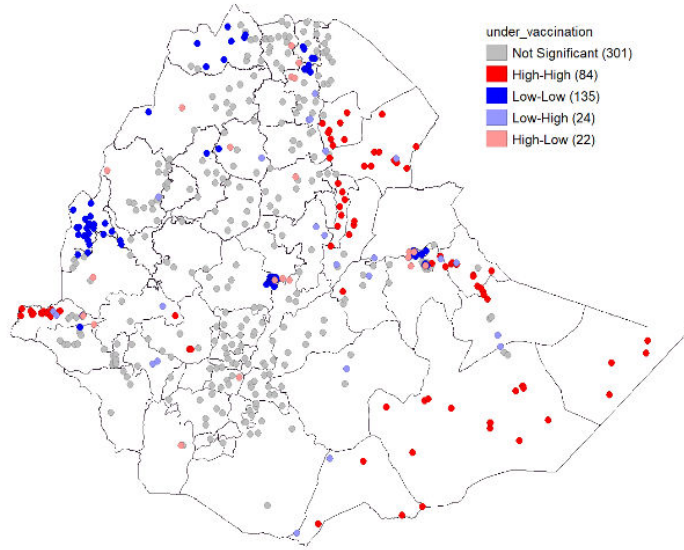 under_vaccination
Not Significant (301)
High-High (84)
Low-Low (135)
Low-High (24)
High-Low (22)